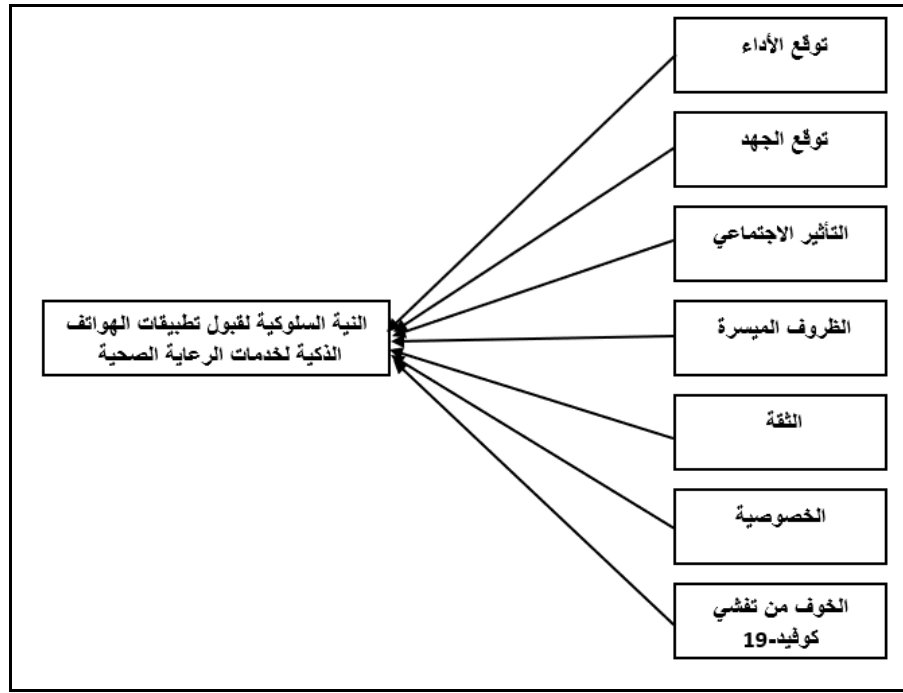 توقع الأداء
توقع الجهد
التأثير الاجتماعي
الظروف الميسرة
الثقة
الخصوصية
الخوف من تفشي
كوفيد-19
النية السلوكية لقبول تطبيقات الهواتف
الذكية لخدمات الرعاية الصحية